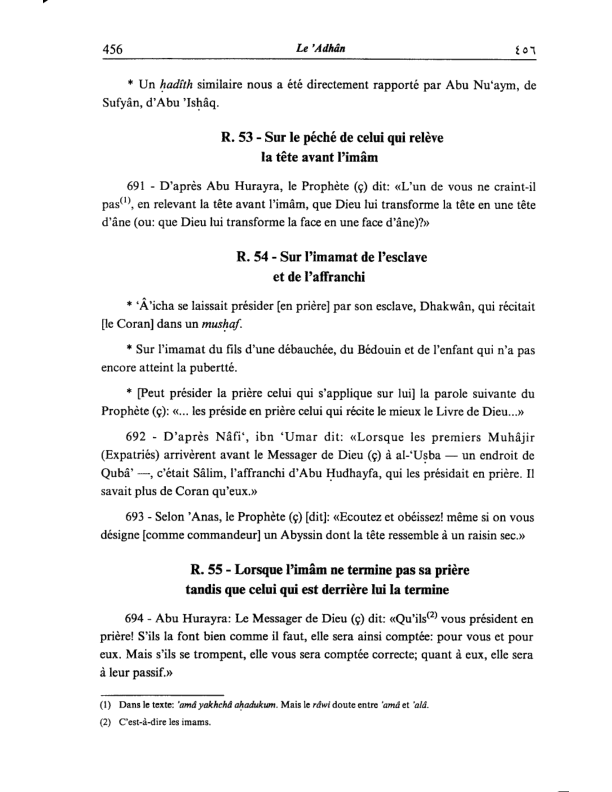 456 Le 'Adhân ٤٥٦
* Un ḥadîth similaire nous a été directement rapporté par Abu Nu‘aym, de
Sufyân, d'Abu 'Isḥâq.
R. 53 - Sur le péché de celui qui relève
la tête avant l'imâm
691 - D'après Abu Hurayra, le Prophète (ç) dit: «L'un de vous ne craint-il
pas(1), en relevant la tête avant l'imâm, que Dieu lui transforme la tête en une tête
d'âne (ou: que Dieu lui transforme la face en une face d'âne)?»
R. 54 - Sur l'imamat de l'esclave
et de l'affranchi
* ‘Â'icha se laissait présider [en prière] par son esclave, Dhakwân, qui récitait
[le Coran] dans un musḥaf.
* Sur l'imamat du fils d'une débauchée, du Bédouin et de l'enfant qui n'a pas
encore atteint la pubertté.
* [Peut présider la prière celui qui s'applique sur lui] la parole suivante du
Prophète (ç): «... les préside en prière celui qui récite le mieux le Livre de Dieu...»
692 - D'après Nâfi‘, ibn ‘Umar dit: «Lorsque les premiers Muhâjir
(Expatriés) arrivèrent avant le Messager de Dieu (ç) à al-‘Uṣba — un endroit de
Qubâ' —, c'était Sâlim, l'affranchi d'Abu Ḥudhayfa, qui les présidait en prière. Il
savait plus de Coran qu'eux.»
693 - Selon 'Anas, le Prophète (ç) [dit]: «Ecoutez et obéissez! même si on vous
désigne [comme commandeur] un Abyssin dont la tête ressemble à un raisin sec.»
R. 55 - Lorsque l'imâm ne termine pas sa prière
tandis que celui qui est derrière lui la termine
694 - Abu Hurayra: Le Messager de Dieu (ç) dit: «Qu'ils(2) vous président en
prière! S'ils la font bien comme il faut, elle sera ainsi comptée: pour vous et pour
eux. Mais s'ils se trompent, elle vous sera comptée correcte; quant à eux, elle sera
à leur passif.»
(1) Dans le texte: 'amâ yakhchâ aḥadukum. Mais le râwi doute entre 'amâ et 'alâ.
(2) C'est-à-dire les imams.